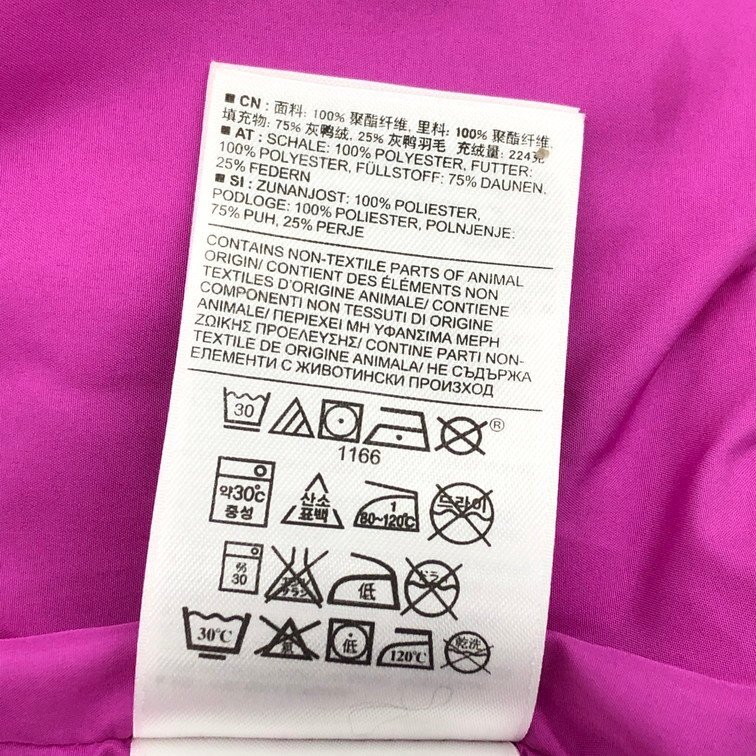 ■ CN : 面料: 100% 聚酯纤维, 里料: 100% 聚酯纤维,
填充物: 75% 灰鸭绒, 25% 灰鸭羽毛 充绒量: 224克
■ AT : SCHALE: 100% POLYESTER, FUTTER:
100% POLYESTER, FÜLLSTOFF: 75% DAUNEN,
25% FEDERN
■ SI : ZUNANJOST: 100% POLIESTER,
PODLOGE: 100% POLIESTER, POLNJENJE:
75% PUH, 25% PERJE
CONTAINS NON-TEXTILE PARTS OF ANIMAL
ORIGIN/ CONTIENT DES ÉLÉMENTS NON
TEXTILES D'ORIGINE ANIMALE/ CONTIENE
COMPONENTI NON TESSUTI DI ORIGINE
ANIMALE/ ΠΕΡΙΕΧΕΙ ΜΗ ΥΦΑΝΣΙΜΑ ΜΕΡΗ
ΖΩΙΚΗΣ ΠΡΟΕΛΕΥΣΗΣ/ CONTINE PARTI NON-
TEXTILE DE ORIGINE ANIMALA/ НЕ СЪДЪРЖА
ЕЛЕМЕНТИ С ЖИВОТИНСКИ ПРОИЗХОД
30 ®
1166
약30℃ 중성 산소 표백 1 80~120℃ 드라이
30 低
30℃ 氯 低 120℃ 乾洗